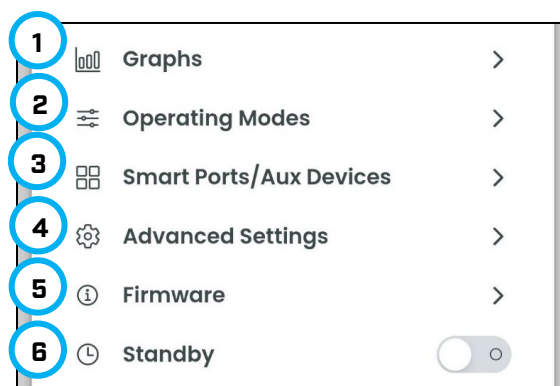 1 Graphs
2 Operating Modes
3 Smart Ports/Aux Devices
4 Advanced Settings
5 Firmware
6 Standby